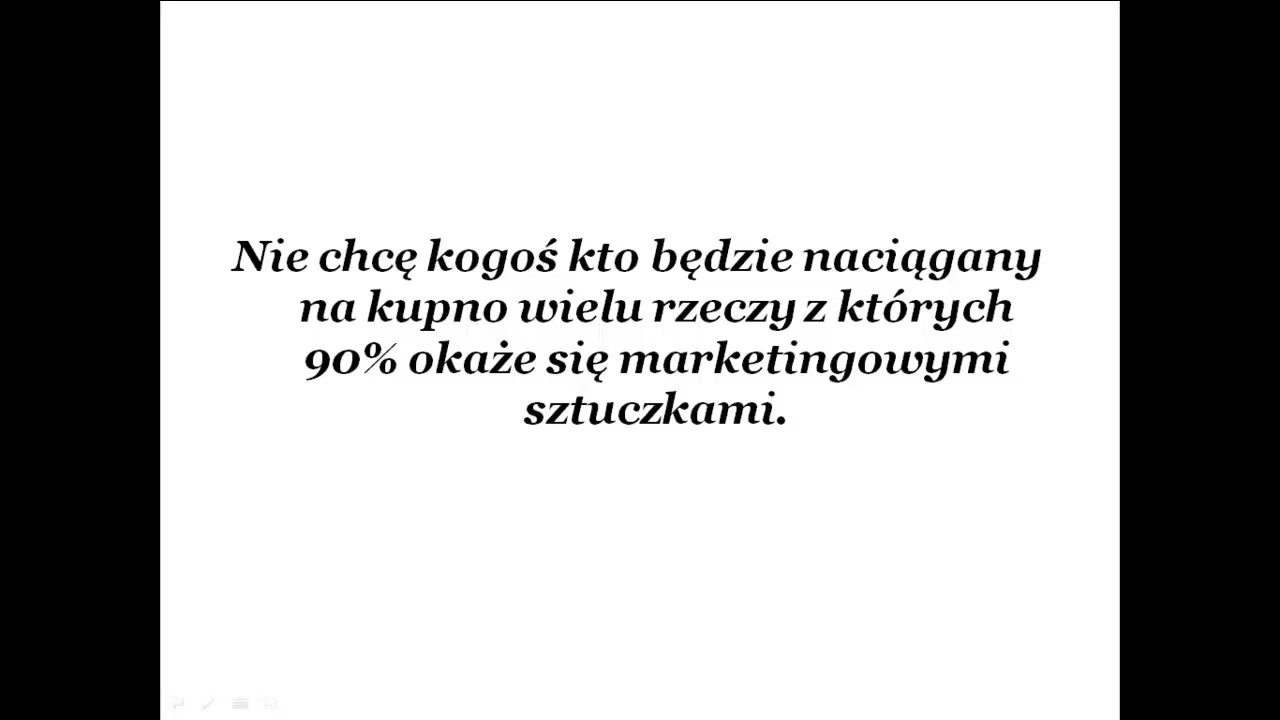 Nie chcę kogoś kto będzie naciągany
na kupno wielu rzeczy z których
90% okaże się marketingowymi
sztuczkami.